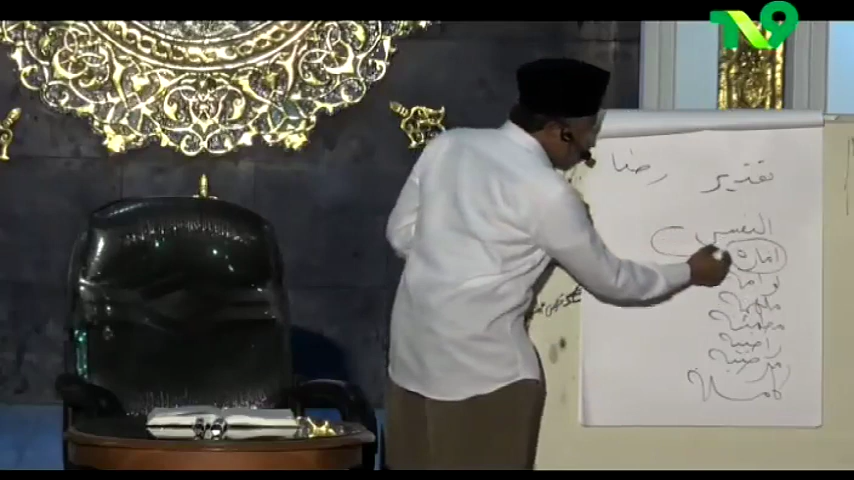 TV9
تقدير رضا
النفس
امارة
لوامة
ملهمة
مطمئنة
راضية
مرضية
كاملة